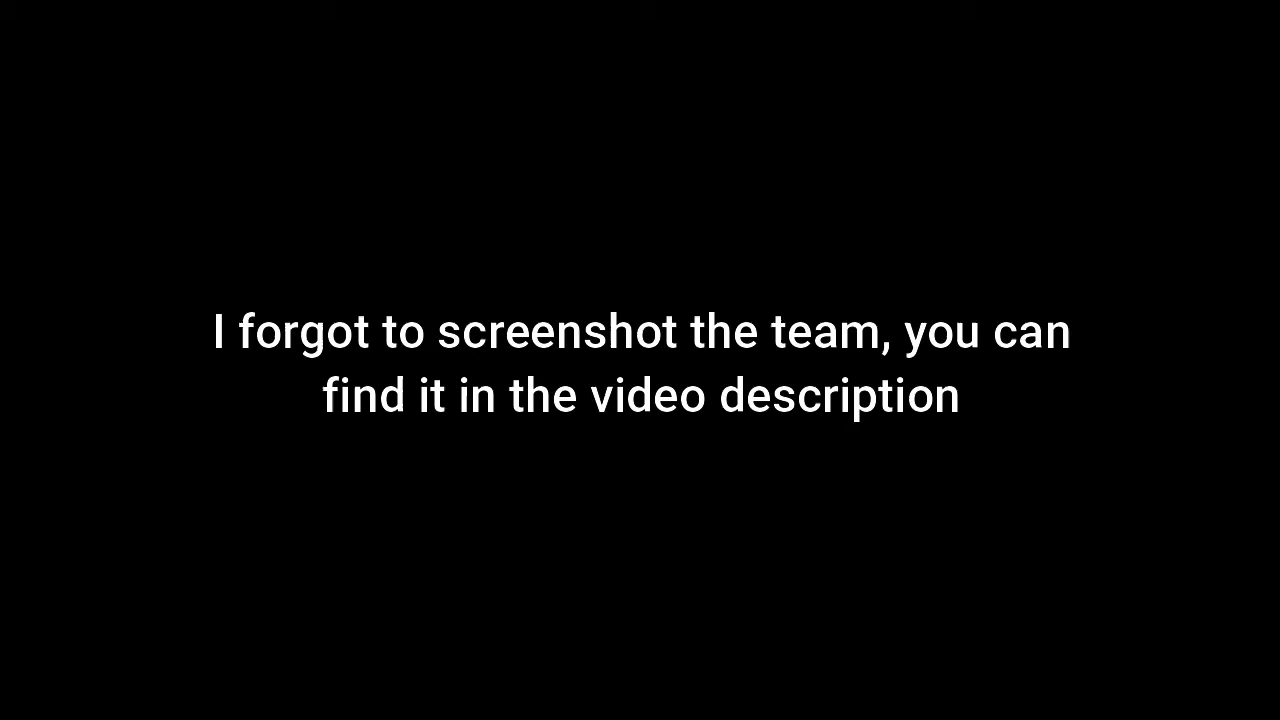 I forgot to screenshot the team, you can
find it in the video description